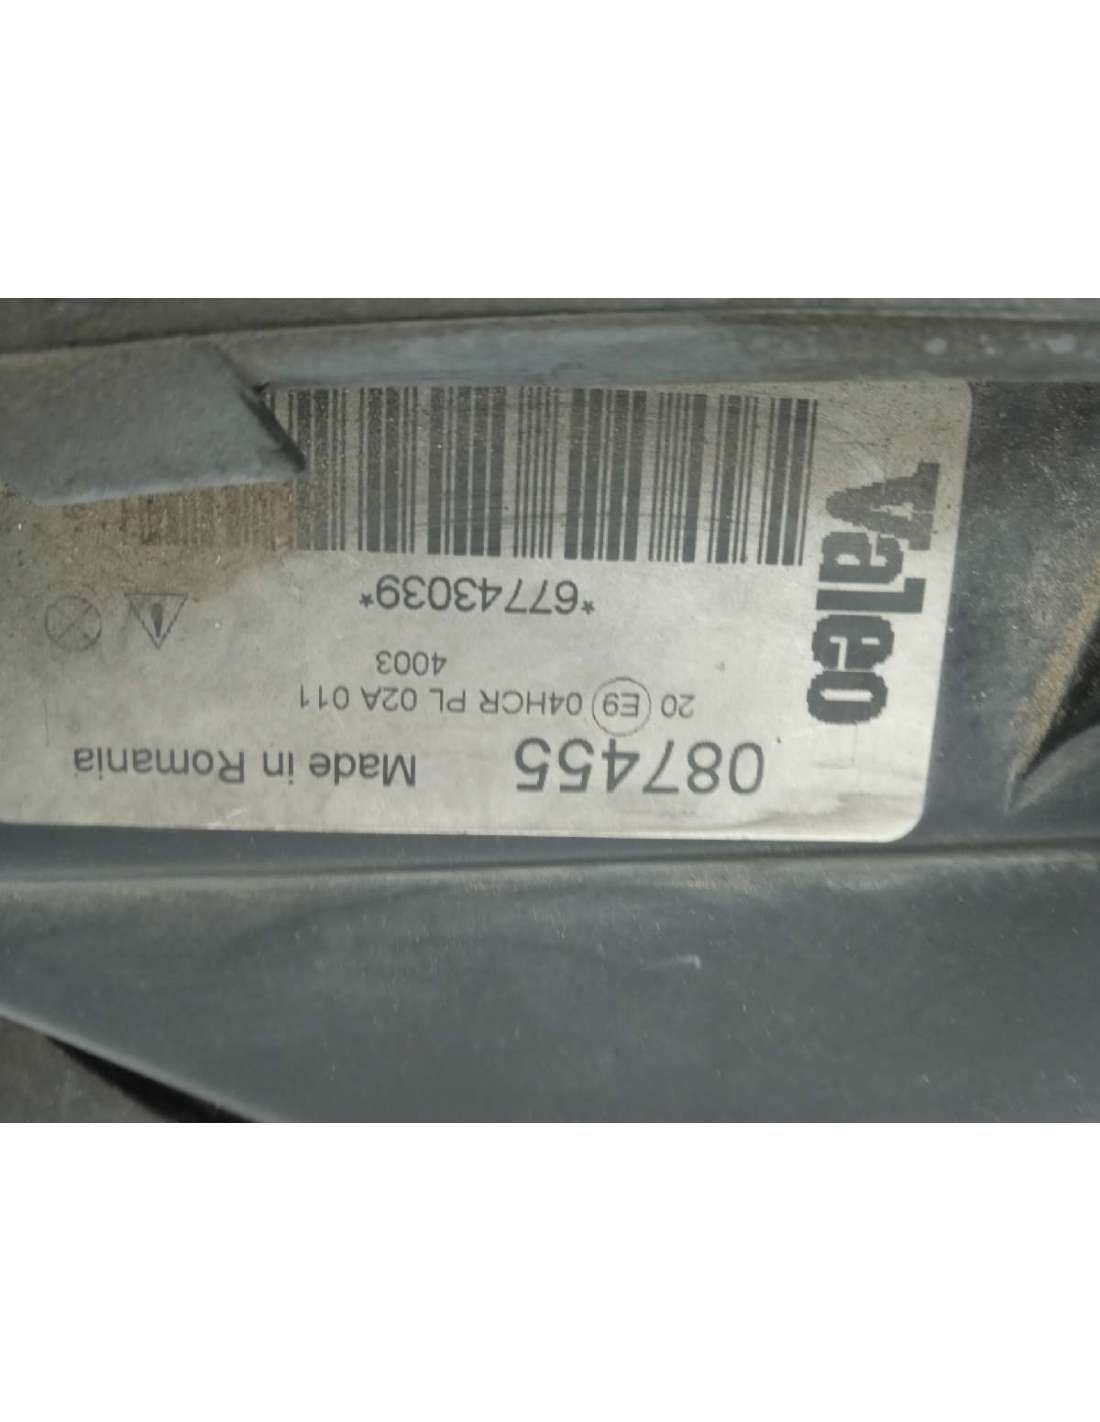 Valeo
087455 Made in Romania
20 E9 04HCR PL 02A 011
4003
*67743039*